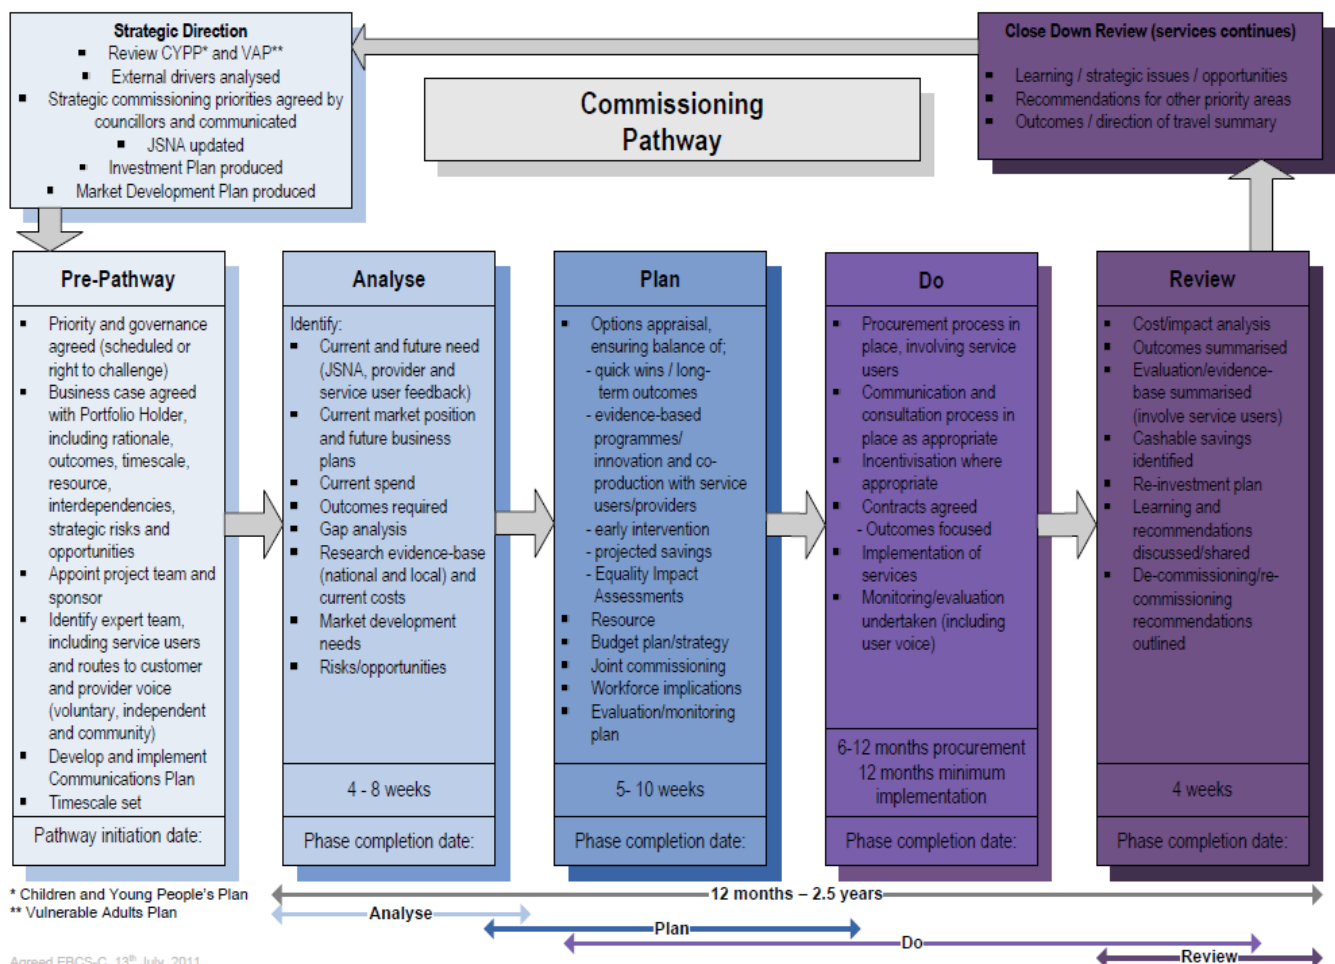 Strategic Direction
▪ Review CYPP* and VAP**
▪ External drivers analysed
▪ Strategic commissioning priorities agreed by
councillors and communicated
▪ JSNA updated
▪ Investment Plan produced
▪ Market Development Plan produced
Commissioning
Pathway
Close Down Review (services continues)
▪ Learning / strategic issues / opportunities
▪ Recommendations for other priority areas
▪ Outcomes / direction of travel summary
Pre-Pathway
▪ Priority and governance
agreed (scheduled or
right to challenge)
▪ Business case agreed
with Portfolio Holder,
including rationale,
outcomes, timescale,
resource,
interdependencies,
strategic risks and
opportunities
▪ Appoint project team and
sponsor
▪ Identify expert team,
including service users
and routes to customer
and provider voice
(voluntary, independent
and community)
▪ Develop and implement
Communications Plan
▪ Timescale set
Pathway initiation date:
Analyse
Identify:
▪ Current and future need
(JSNA, provider and
service user feedback)
▪ Current market position
and future business
plans
▪ Current spend
▪ Outcomes required
▪ Gap analysis
▪ Research evidence-base
(national and local) and
current costs
▪ Market development
needs
▪ Risks/opportunities
4 - 8 weeks
Phase completion date:
Plan
▪ Options appraisal,
ensuring balance of;
- quick wins / long-
term outcomes
- evidence-based
programmes/
innovation and co-
production with service
users/providers
- early intervention
- projected savings
- Equality Impact
Assessments
▪ Resource
▪ Budget plan/strategy
▪ Joint commissioning
▪ Workforce implications
▪ Evaluation/monitoring
plan
5- 10 weeks
Phase completion date:
Do
▪ Procurement process in
place, involving service
users
▪ Communication and
consultation process in
place as appropriate
▪ Incentivisation where
appropriate
▪ Contracts agreed
- Outcomes focused
▪ Implementation of
services
▪ Monitoring/evaluation
undertaken (including
user voice)
6-12 months procurement
12 months minimum
implementation
Phase completion date:
Review
▪ Cost/impact analysis
▪ Outcomes summarised
▪ Evaluation/evidence-
base summarised
(involve service users)
▪ Cashable savings
identified
▪ Re-investment plan
▪ Learning and
recommendations
discussed/shared
▪ De-commissioning/re-
commissioning
recommendations
outlined
4 weeks
Phase completion date:
* Children and Young People's Plan
** Vulnerable Adults Plan
12 months – 2.5 years
Analyse
Plan
Do
Review
Agreed EBCS-C, 13th July, 2011